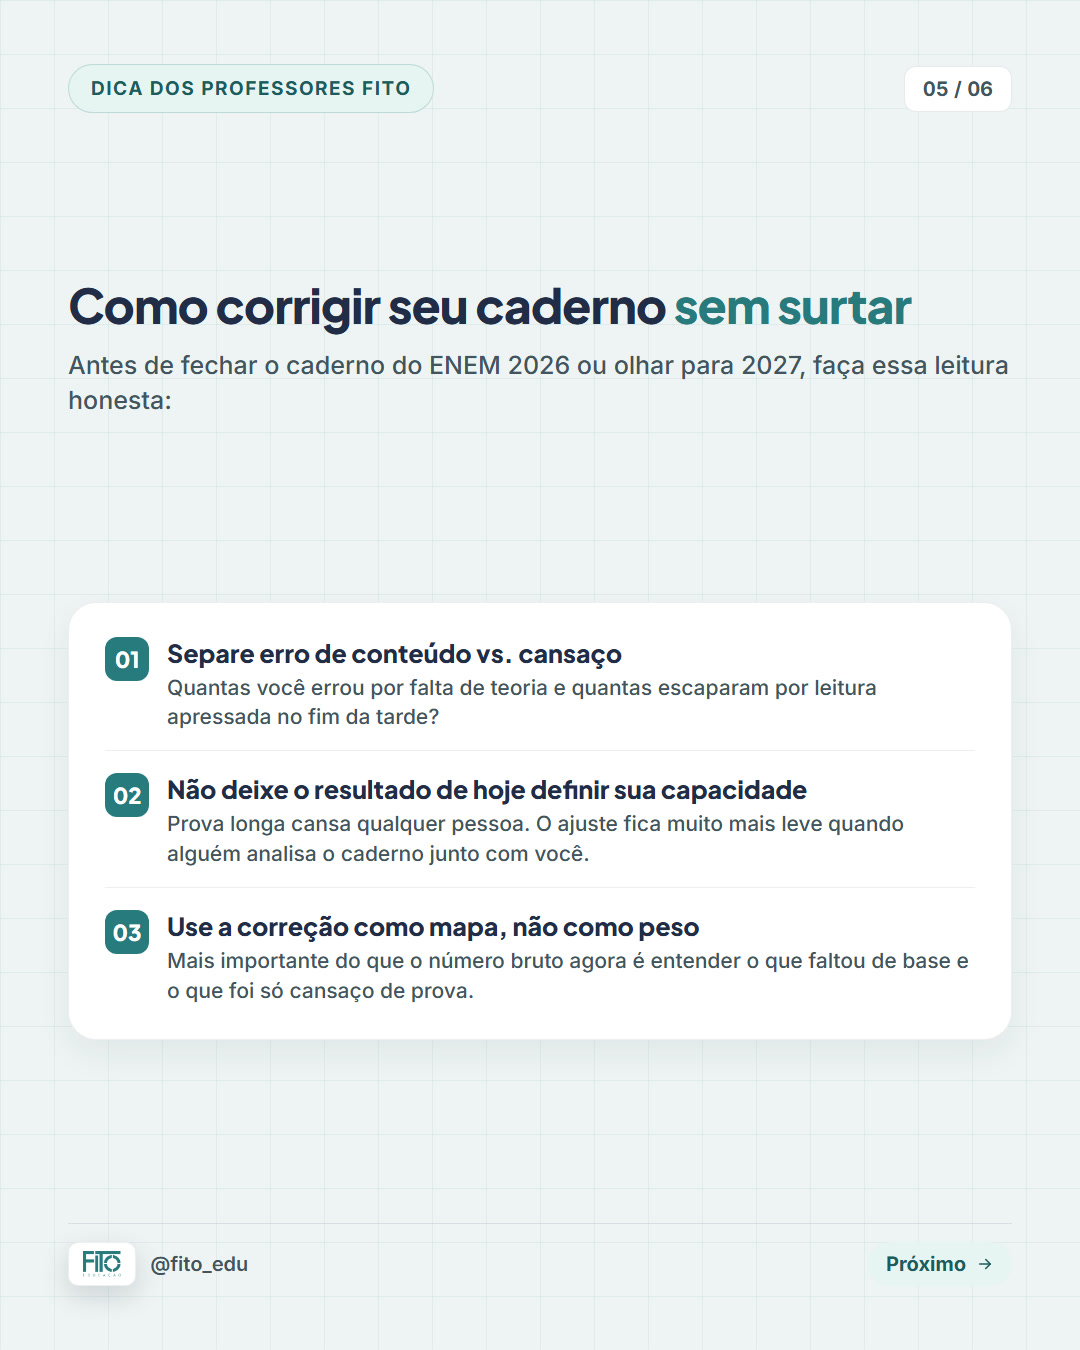 DICA DOS PROFESSORES FITO
05 / 06
Como corrigir seu caderno sem surtar
Antes de fechar o caderno do ENEM 2026 ou olhar para 2027, faça essa leitura
honesta:
01
Separe erro de conteúdo vs. cansaço
Quantas você errou por falta de teoria e quantas escaparam por leitura
apressada no fim da tarde?
02
Não deixe o resultado de hoje definir sua capacidade
Prova longa cansa qualquer pessoa. O ajuste fica muito mais leve quando
alguém analisa o caderno junto com você.
03
Use a correção como mapa, não como peso
Mais importante do que o número bruto agora é entender o que faltou de base e
o que foi só cansaço de prova.
FITO
EDUCAÇÃO
@fito_edu
Próximo →